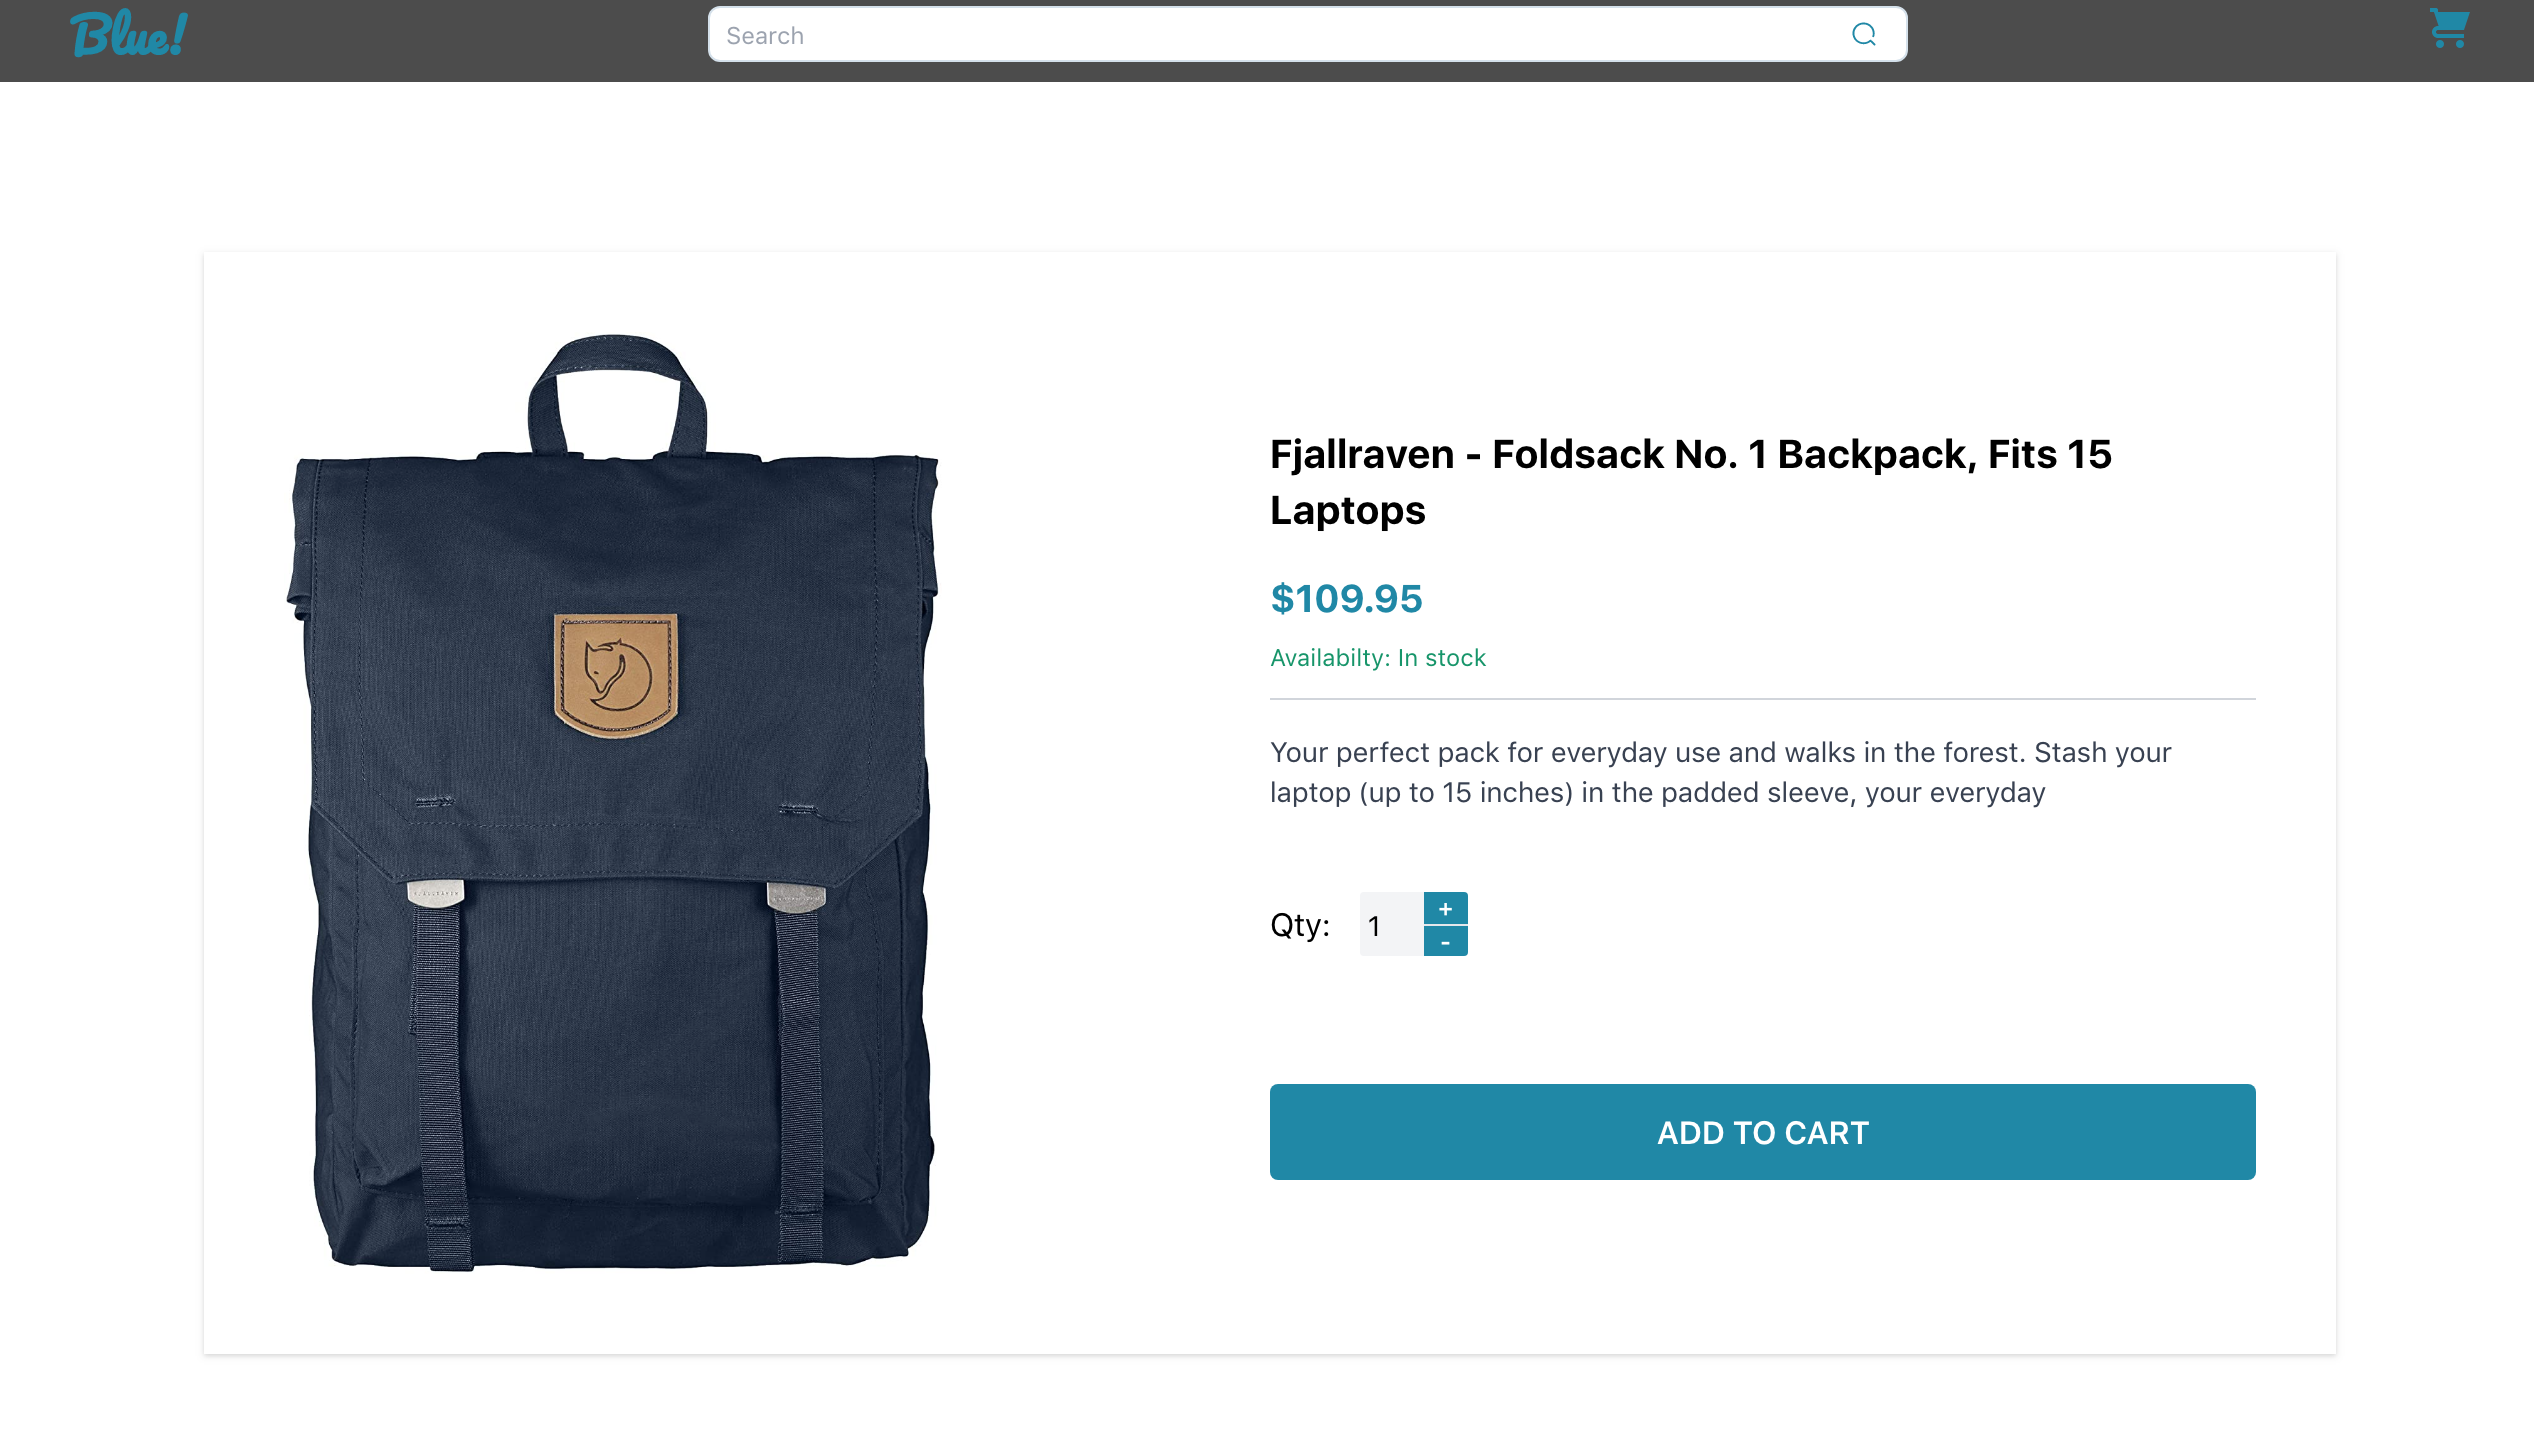 Blue!
Search
Fjallraven - Foldsack No. 1 Backpack, Fits 15
Laptops
$109.95
Availabilty: In stock
Your perfect pack for everyday use and walks in the forest. Stash your
laptop (up to 15 inches) in the padded sleeve, your everyday
Qty: 1 +
-
ADD TO CART